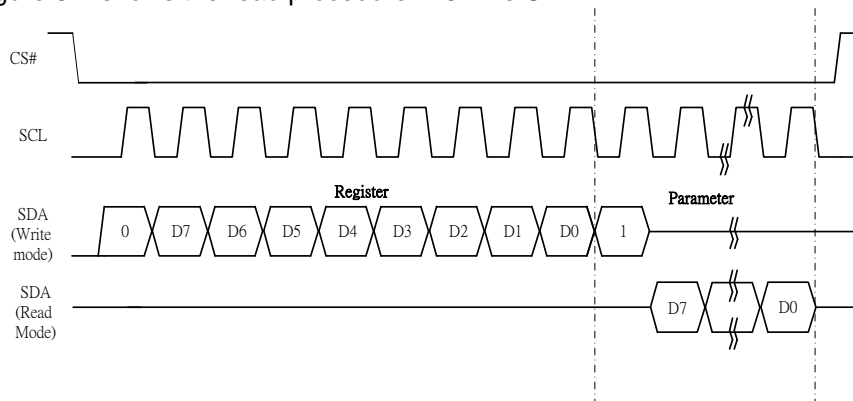 CS#
SCL
Register
Parameter
SDA
(Write
mode)
0 D7 D6 D5 D4 D3 D2 D1 D0 1
SDA
(Read
Mode)
D7 D0